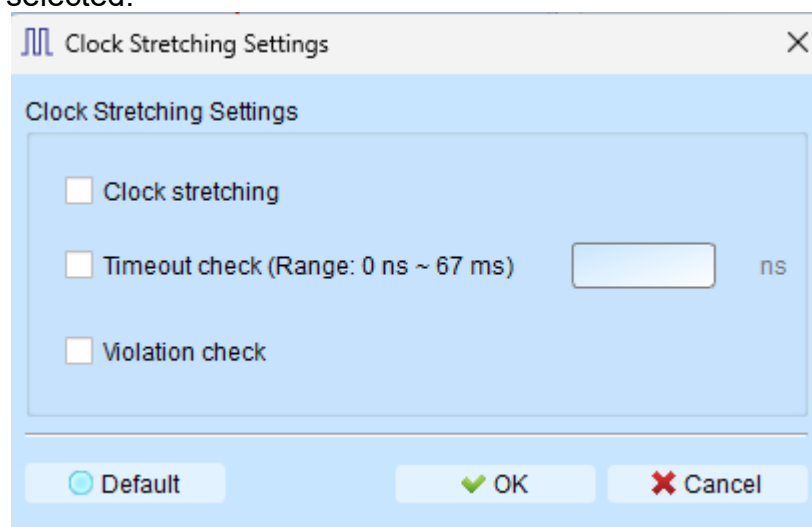 selected.
Clock Stretching Settings
Clock Stretching Settings
Clock stretching
Timeout check (Range: 0 ns ~ 67 ms) ns
Violation check
Default OK Cancel